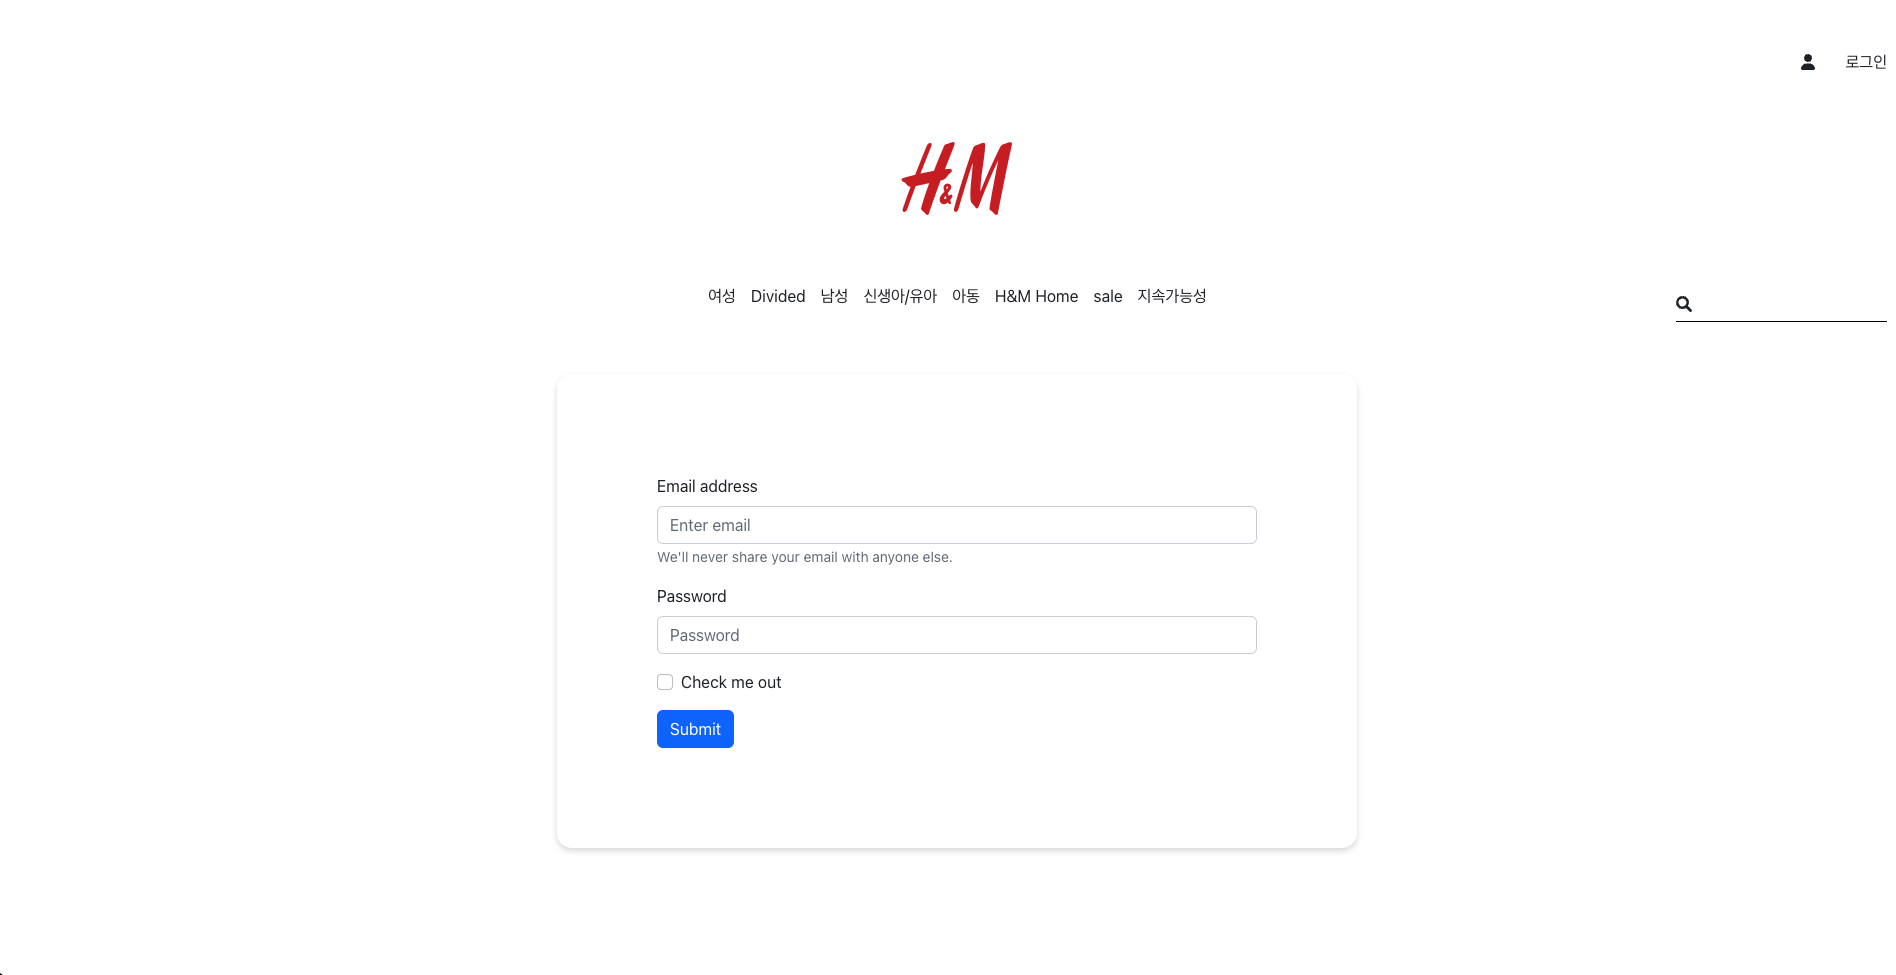 로그인
H&M
여성 Divided 남성 신생아/유아 아동 H&M Home sale 지속가능성
Email address
Enter email
We'll never share your email with anyone else.
Password
Password
Check me out
Submit